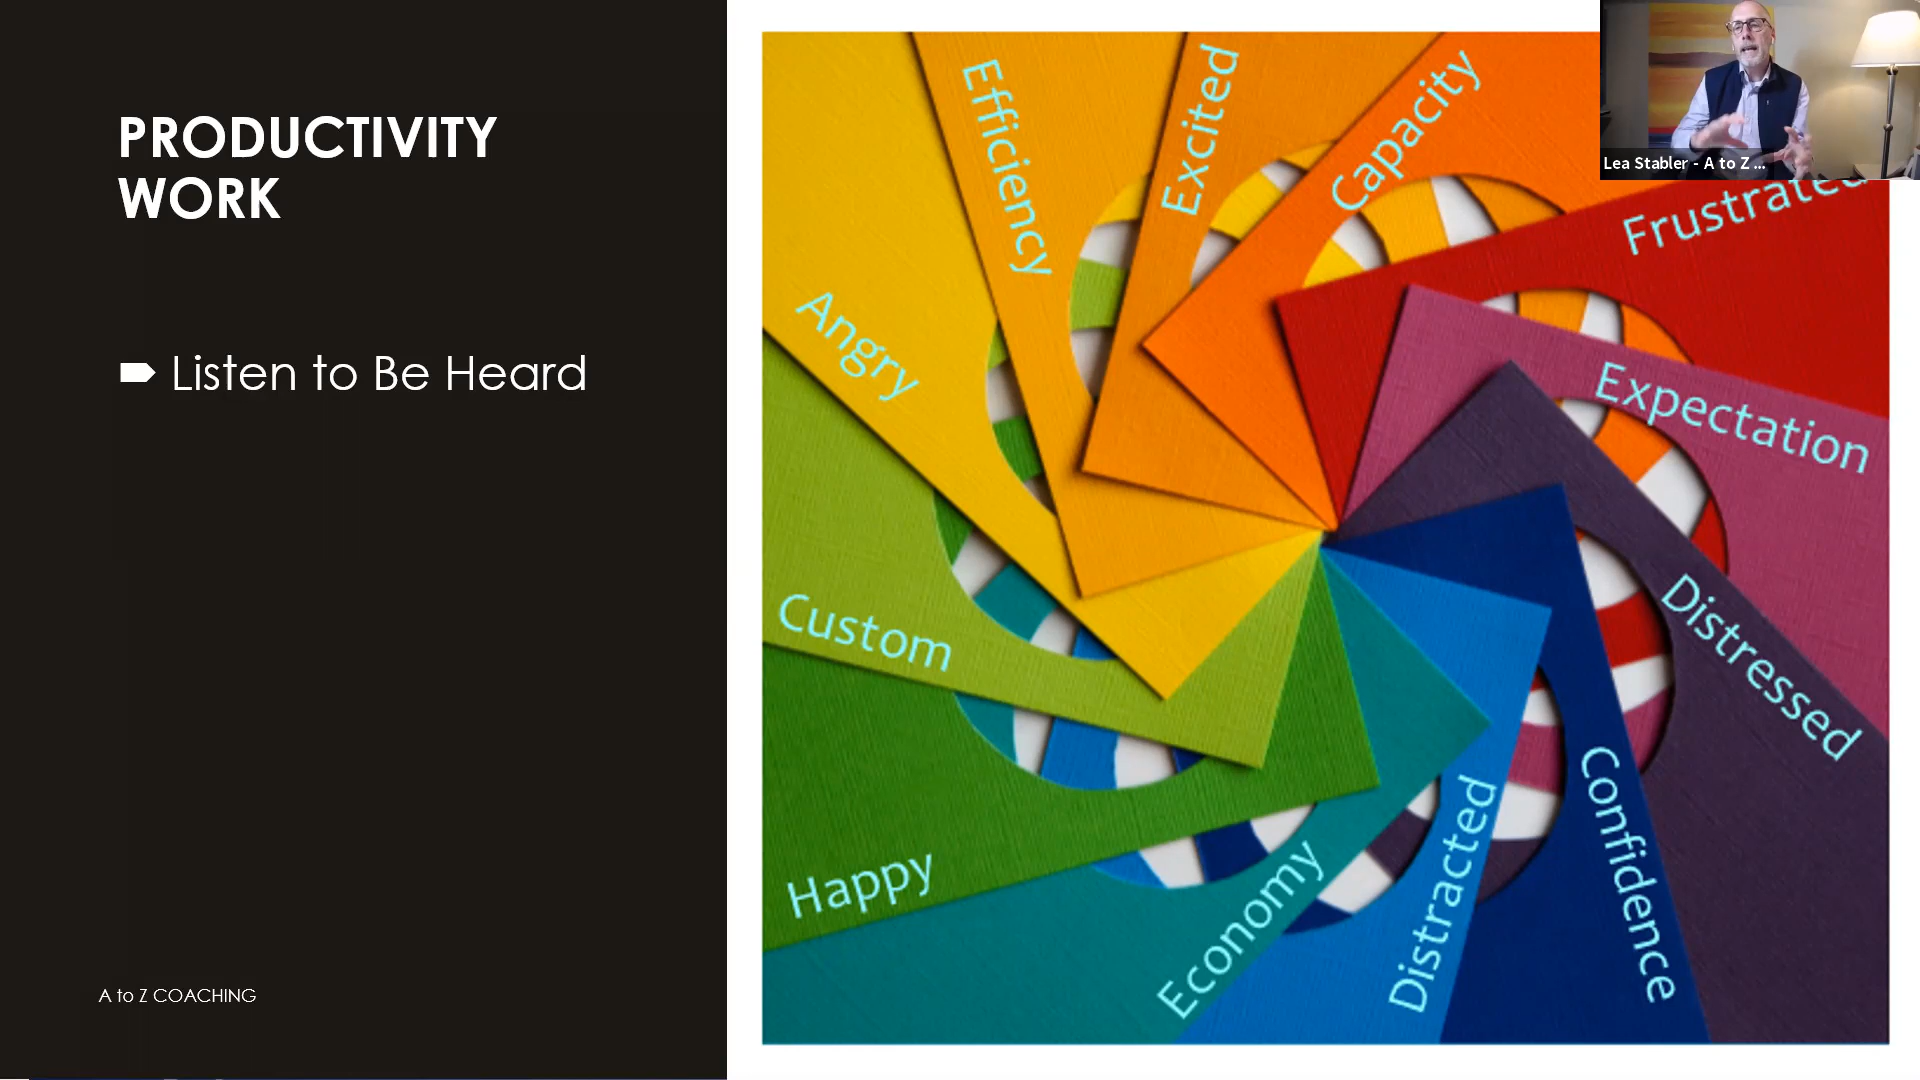 PRODUCTIVITY
WORK
Listen to Be Heard
A to Z COACHING
Efficiency
Excited
Capacity
Frustrated
Angry
Expectation
Custom
Distressed
Happy
Economy
Distracted
Confidence
Lea Stabler - A to Z ...